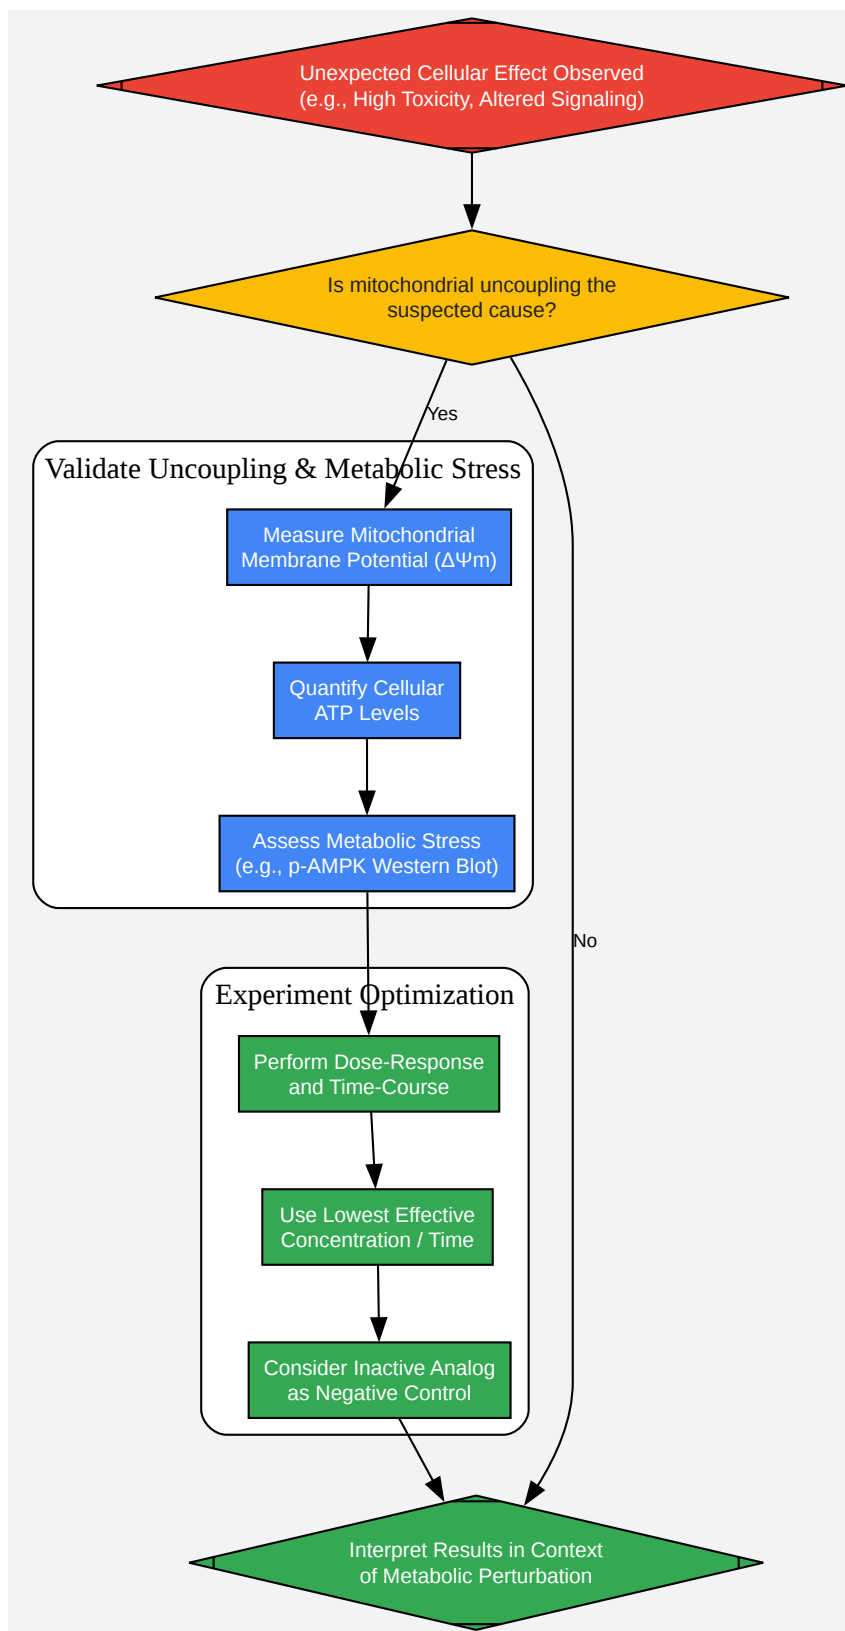 Unexpected Cellular Effect Observed
(e.g., High Toxicity, Altered Signaling)
Is mitochondrial uncoupling the
suspected cause?
Yes
Validate Uncoupling & Metabolic Stress
Measure Mitochondrial
Membrane Potential (ΔΨm)
Quantify Cellular
ATP Levels
Assess Metabolic Stress
(e.g., p-AMPK Western Blot)
No
Experiment Optimization
Perform Dose-Response
and Time-Course
Use Lowest Effective
Concentration / Time
Consider Inactive Analog
as Negative Control
Interpret Results in Context
of Metabolic Perturbation